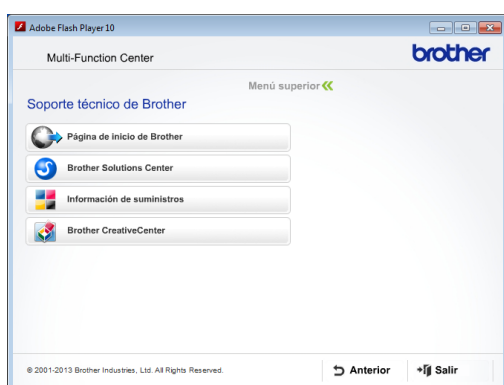 Adobe Flash Player 10
Multi-Function Center
brother
Menú superior
Soporte técnico de Brother
Página de inicio de Brother
Brother Solutions Center
Información de suministros
Brother CreativeCenter
© 2001-2013 Brother Industries, Ltd. All Rights Reserved.
Anterior
Salir